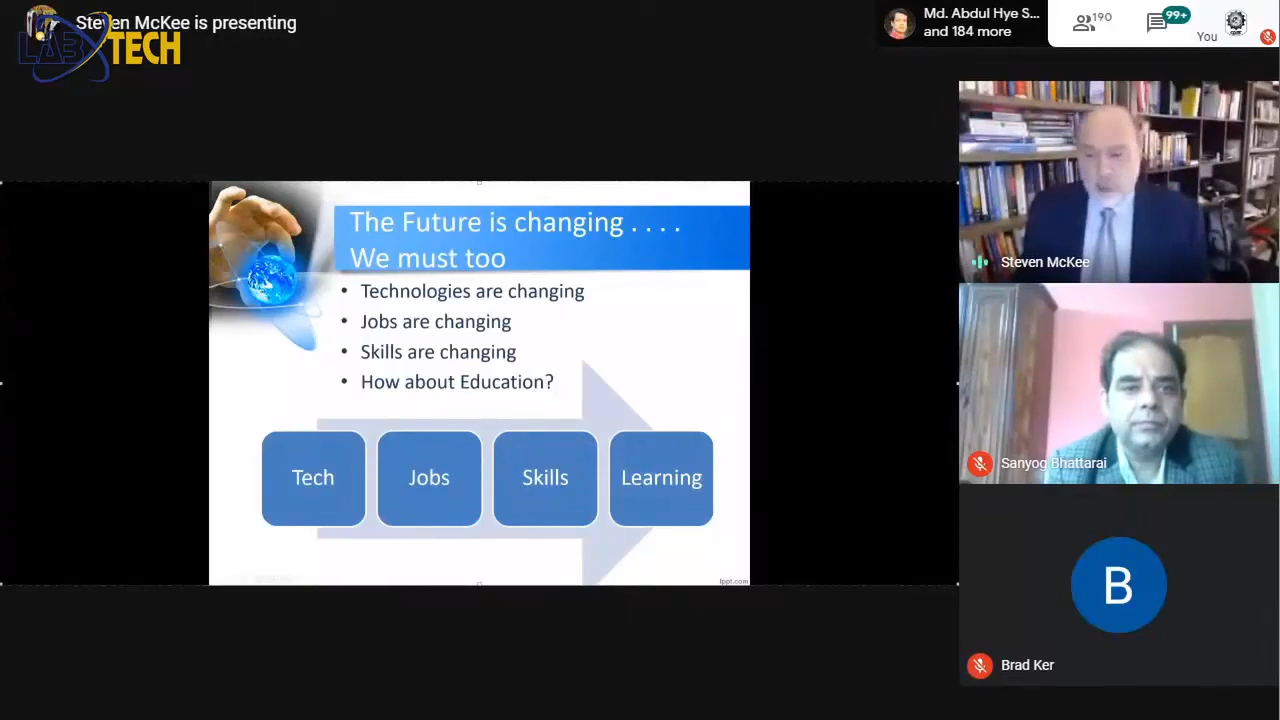 Steven McKee is presenting
LAB TECH
Md. Abdul Hye S...
and 184 more
190
99+
You
The Future is changing . . . .
We must too
• Technologies are changing
• Jobs are changing
• Skills are changing
• How about Education?
Tech
Jobs
Skills
Learning
fppt.com
Steven McKee
Sanyog Bhattarai
B
Brad Ker